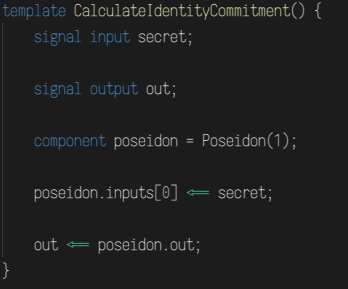 template CalculateIdentityCommitment() {
signal input secret;
signal output out;
component poseidon = Poseidon(1);
poseidon.inputs[0] <== secret;
out <== poseidon.out;
}